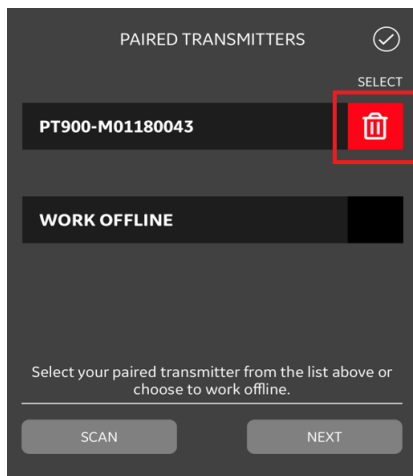 PAIRED TRANSMITTERS
SELECT
PT900-M01180043
WORK OFFLINE
Select your paired transmitter from the list above or
choose to work offline.
SCAN
NEXT